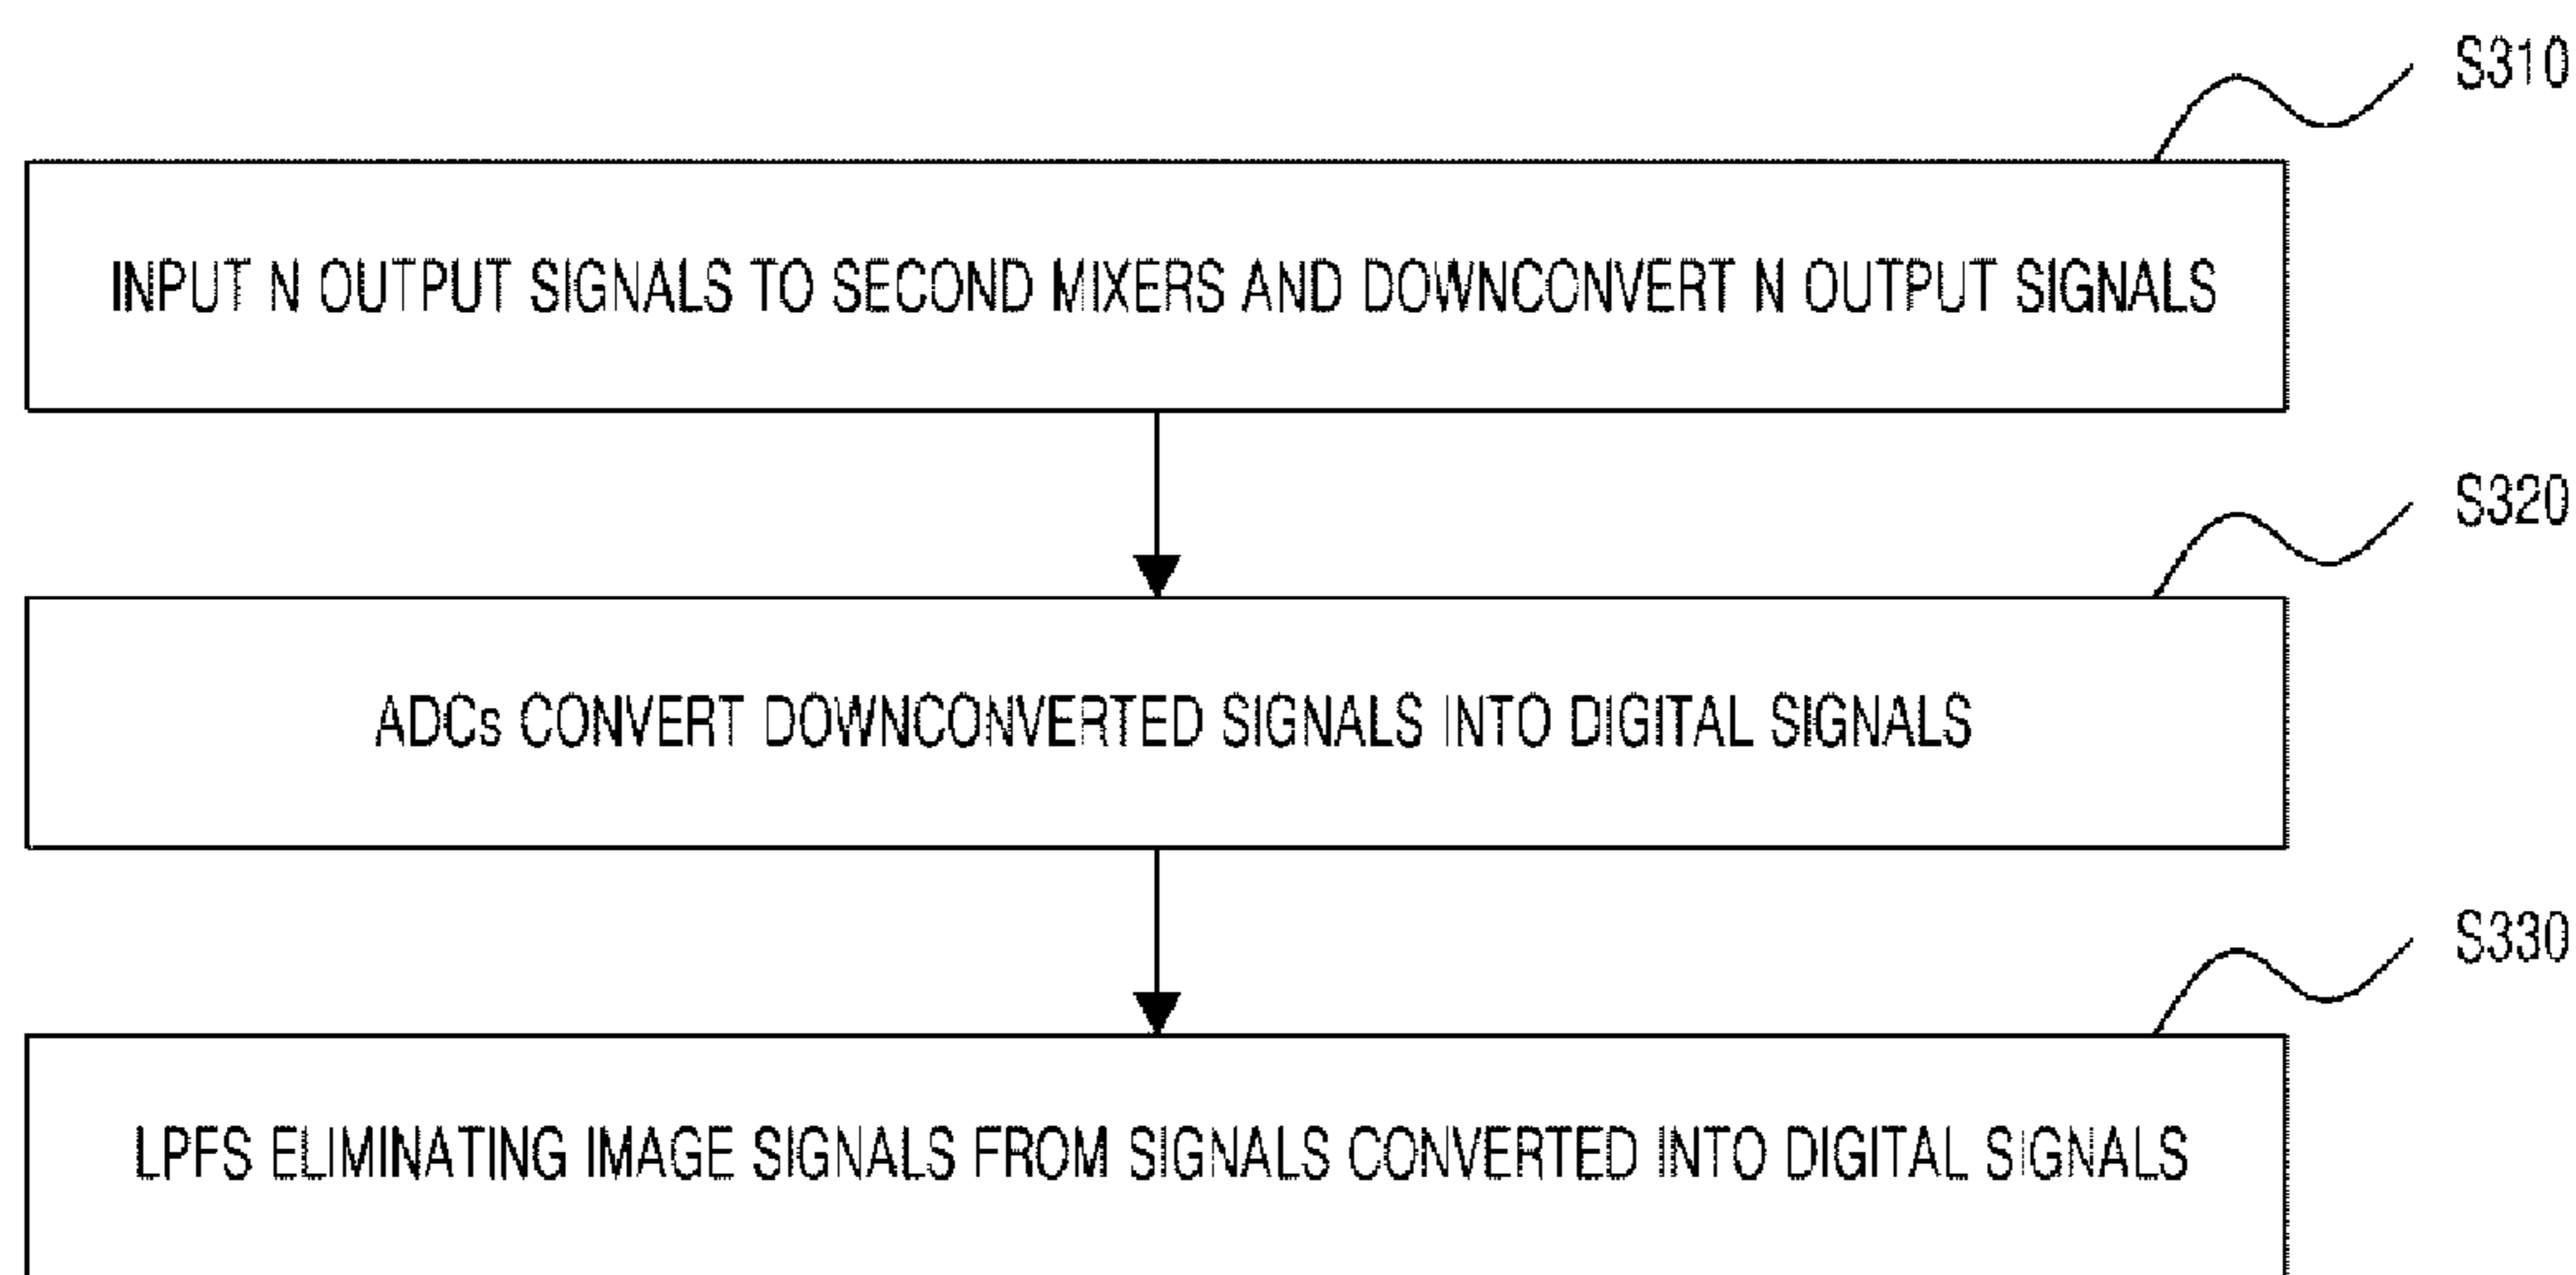 S310
INPUT N OUTPUT SIGNALS TO SECOND MIXERS AND DOWNCONVERT N OUTPUT SIGNALS
S320
ADCs CONVERT DOWNCONVERTED SIGNALS INTO DIGITAL SIGNALS
S330
LPFS ELIMINATING IMAGE SIGNALS FROM SIGNALS CONVERTED INTO DIGITAL SIGNALS